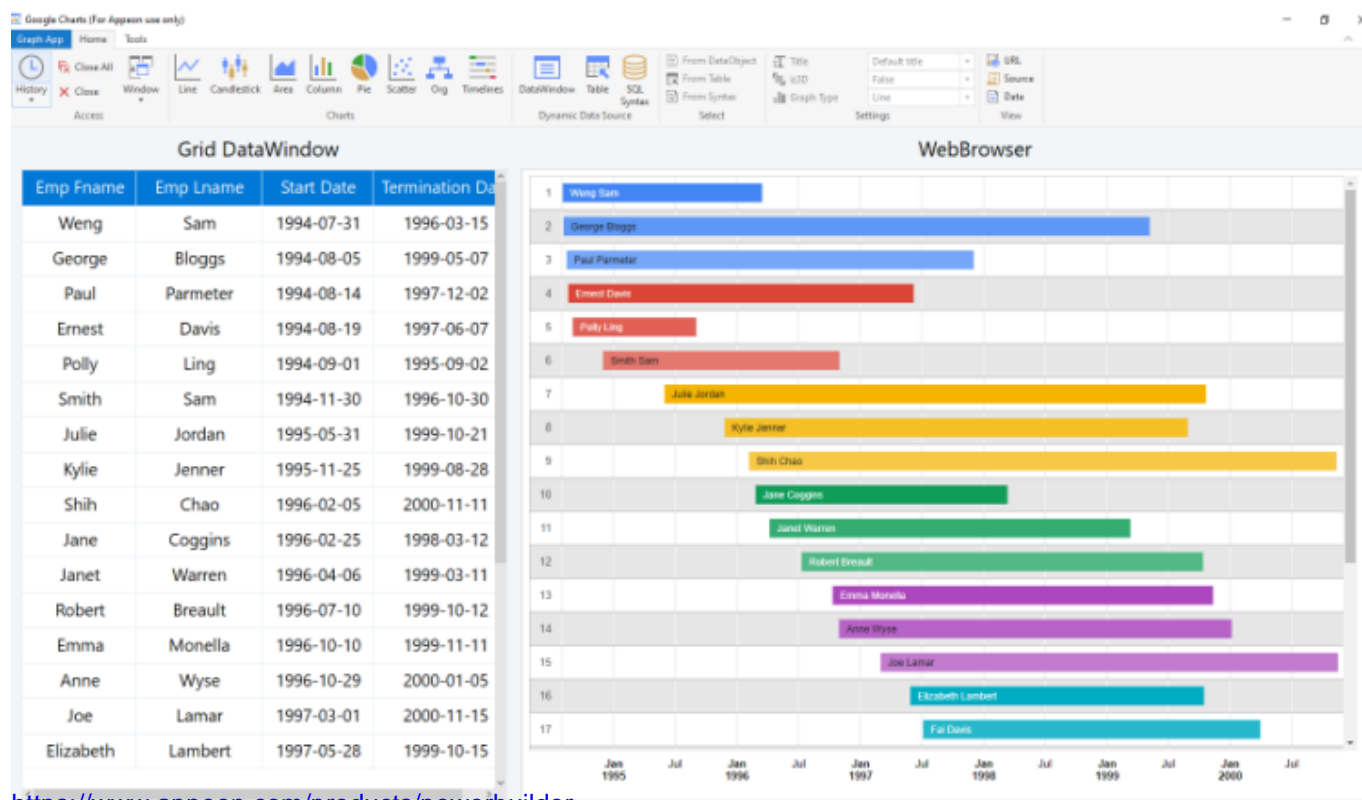 Google Charts (For Appeon use only)
Graph App Home Tools
History Close All Close Window Line Candlestick Area Column Pie Scatter Org Timelines DataWindow Table SQL Syntax From DataObject From Table From Syntax Title Default title is3D False Graph Type Line URL Source Data
Access Charts Dynamic Data Source Select Settings View
Grid DataWindow
Emp Fname Emp Lname Start Date Termination Da
Weng Sam 1994-07-31 1996-03-15
George Bloggs 1994-08-05 1999-05-07
Paul Parmeter 1994-08-14 1997-12-02
Ernest Davis 1994-08-19 1997-06-07
Polly Ling 1994-09-01 1995-09-02
Smith Sam 1994-11-30 1996-10-30
Julie Jordan 1995-05-31 1999-10-21
Kylie Jenner 1995-11-25 1999-08-28
Shih Chao 1996-02-05 2000-11-11
Jane Coggins 1996-02-25 1998-03-12
Janet Warren 1996-04-06 1999-03-11
Robert Breault 1996-07-10 1999-10-12
Emma Monella 1996-10-10 1999-11-11
Anne Wyse 1996-10-29 2000-01-05
Joe Lamar 1997-03-01 2000-11-15
Elizabeth Lambert 1997-05-28 1999-10-15
WebBrowser
1 Weng Sam
2 George Bloggs
3 Paul Parmeter
4 Ernest Davis
5 Polly Ling
6 Smith Sam
7 Julie Jordan
8 Kylie Jenner
9 Shih Chao
10 Jane Coggins
11 Janet Warren
12 Robert Breault
13 Emma Monella
14 Anne Wyse
15 Joe Lamar
16 Elizabeth Lambert
17 Fai Davis
Jan Jul Jan Jul Jan Jul Jan Jul Jan Jul Jan Jul
1995 1996 1997 1998 1999 2000
https://www.appeon.com/products/powerbuilder